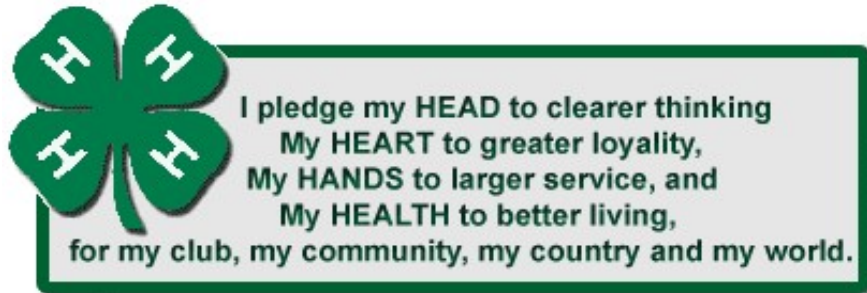 H H
I pledge my HEAD to clearer thinking
My HEART to greater loyality,
My HANDS to larger service, and
My HEALTH to better living,
H H
for my club, my community, my country and my world.